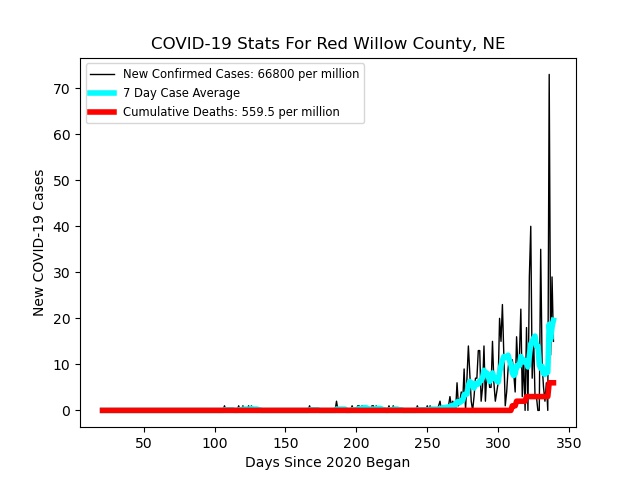 COVID-19 Stats For Red Willow County, NE
New Confirmed Cases: 66800 per million
7 Day Case Average
Cumulative Deaths: 559.5 per million
New COVID-19 Cases
70
60
50
40
30
20
10
0
50
100
150
200
250
300
350
Days Since 2020 Began